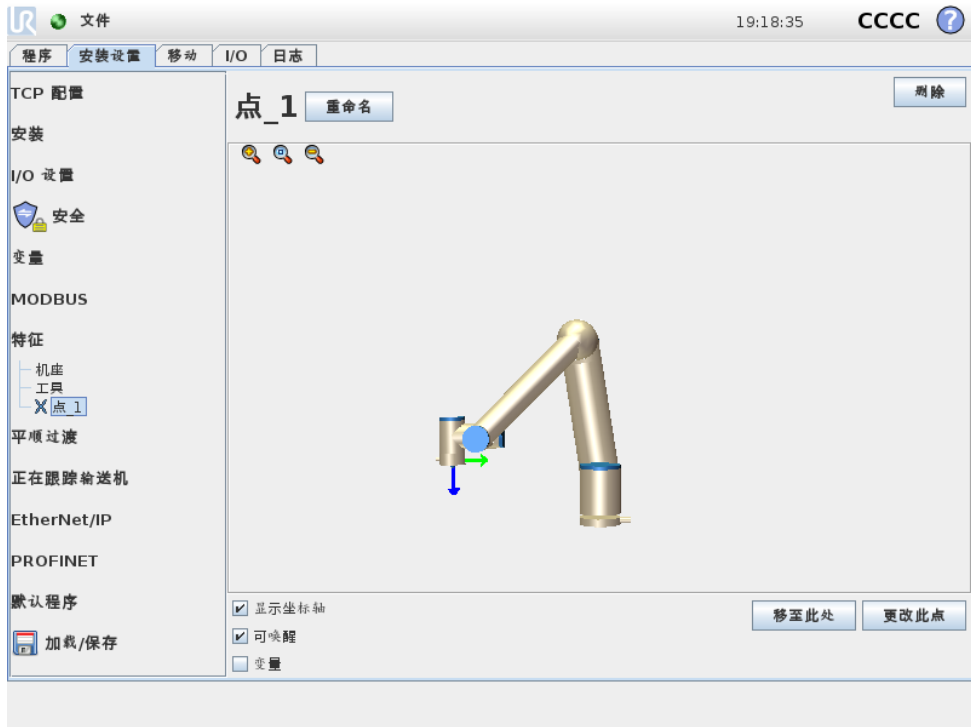 UR 文件 19:18:35 CCCC ?
程序 安装设置 移动 I/O 日志
TCP 配置
安装
I/O 设置
安全
变量
MODBUS
特征
机座
工具
点_1
平顺过渡
正在跟踪输送机
EtherNet/IP
PROFINET
默认程序
加载/保存
点_1 重命名 删除
显示坐标轴
可唤醒
变量
移至此处 更改此点